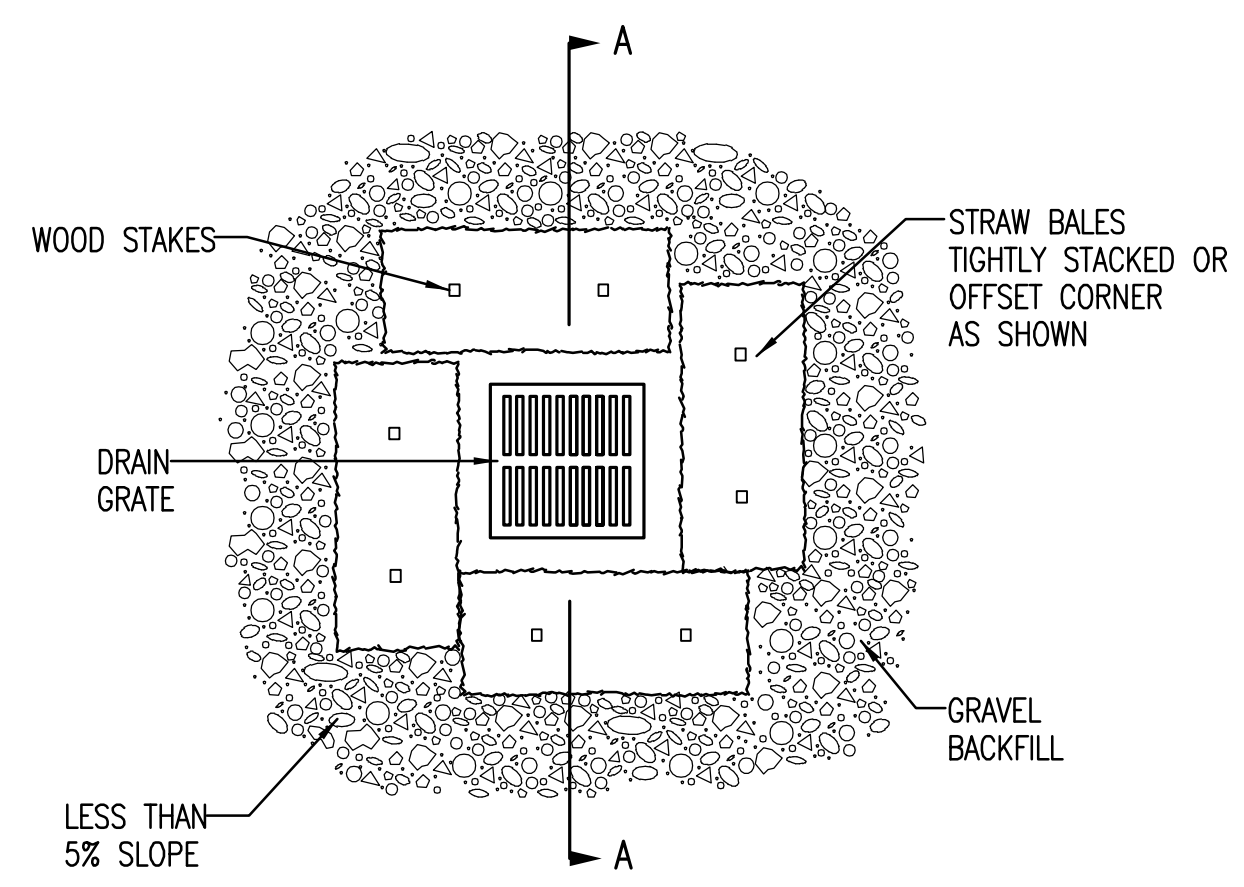 A
WOOD STAKES
STRAW BALES
TIGHTLY STACKED OR
OFFSET CORNER
AS SHOWN
DRAIN
GRATE
GRAVEL
BACKFILL
LESS THAN
5% SLOPE
A